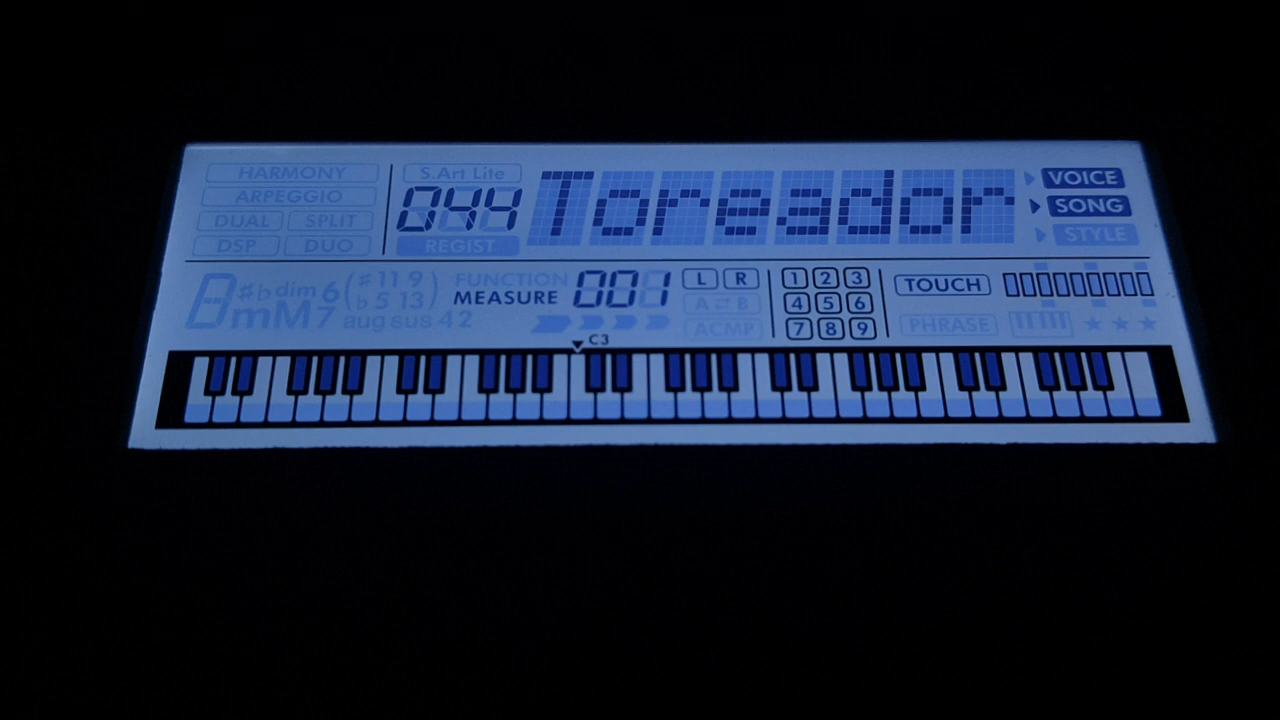 HARMONY
ARPEGGIO
DUAL SPLIT
DSP DUO
S.Art Lite
044 Toreador
REGIST
VOICE
SONG
STYLE
B♯♭dim6(♯11 9)
mM7 aug sus 4 2 ♭5 13
FUNCTION
MEASURE 001
L R
A⇄B
ACMP
1 2 3
4 5 6
7 8 9
TOUCH
PHRASE
C3